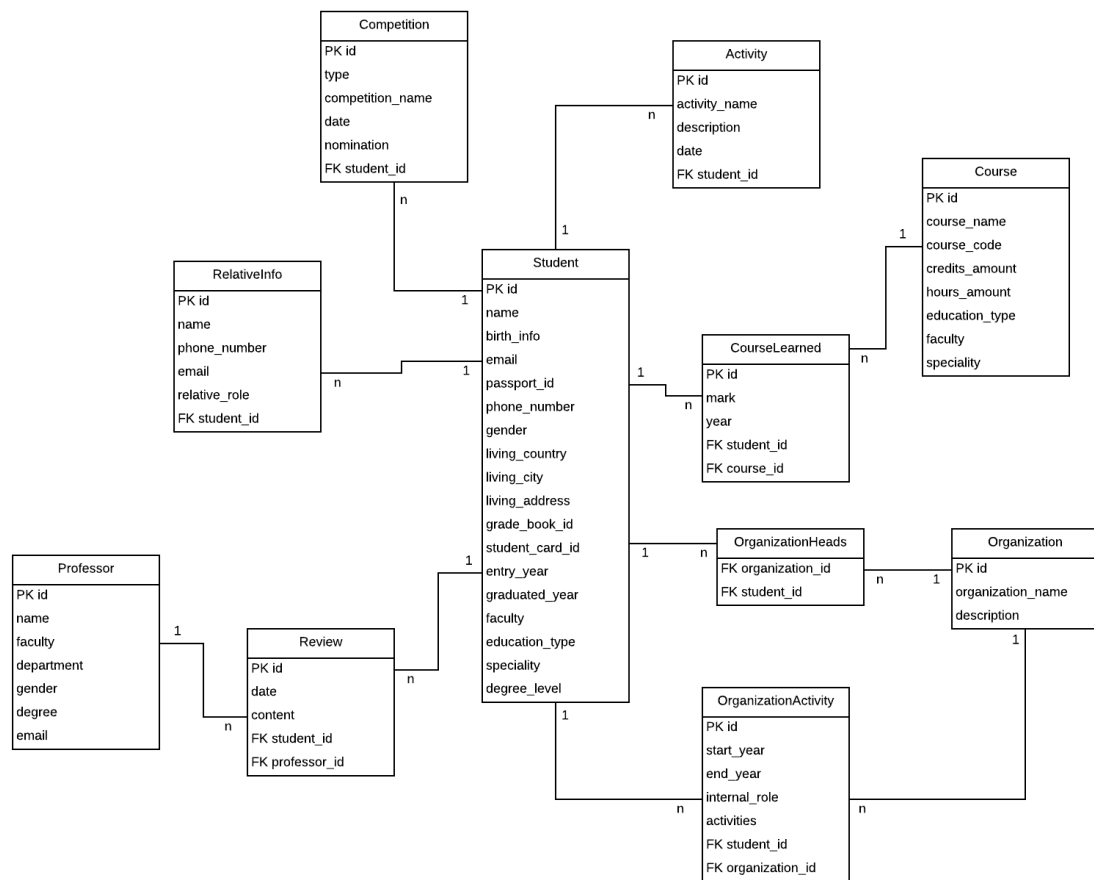 Competition
PK id
type
competition_name
date
nomination
FK student_id
n
1
Activity
PK id
activity_name
description
date
FK student_id
n
1
Course
PK id
course_name
course_code
credits_amount
hours_amount
education_type
faculty
speciality
1
n
RelativeInfo
PK id
name
phone_number
email
relative_role
FK student_id
n
1
Student
PK id
name
birth_info
email
passport_id
phone_number
gender
living_country
living_city
living_address
grade_book_id
student_card_id
entry_year
graduated_year
faculty
education_type
speciality
degree_level
CourseLearned
PK id
mark
year
FK student_id
FK course_id
1
n
OrganizationHeads
FK organization_id
FK student_id
1
n
n
1
Organization
PK id
organization_name
description
1
Professor
PK id
name
faculty
department
gender
degree
email
1
n
Review
PK id
date
content
FK student_id
FK professor_id
n
1
OrganizationActivity
PK id
start_year
end_year
internal_role
activities
FK student_id
FK organization_id
1
n
n